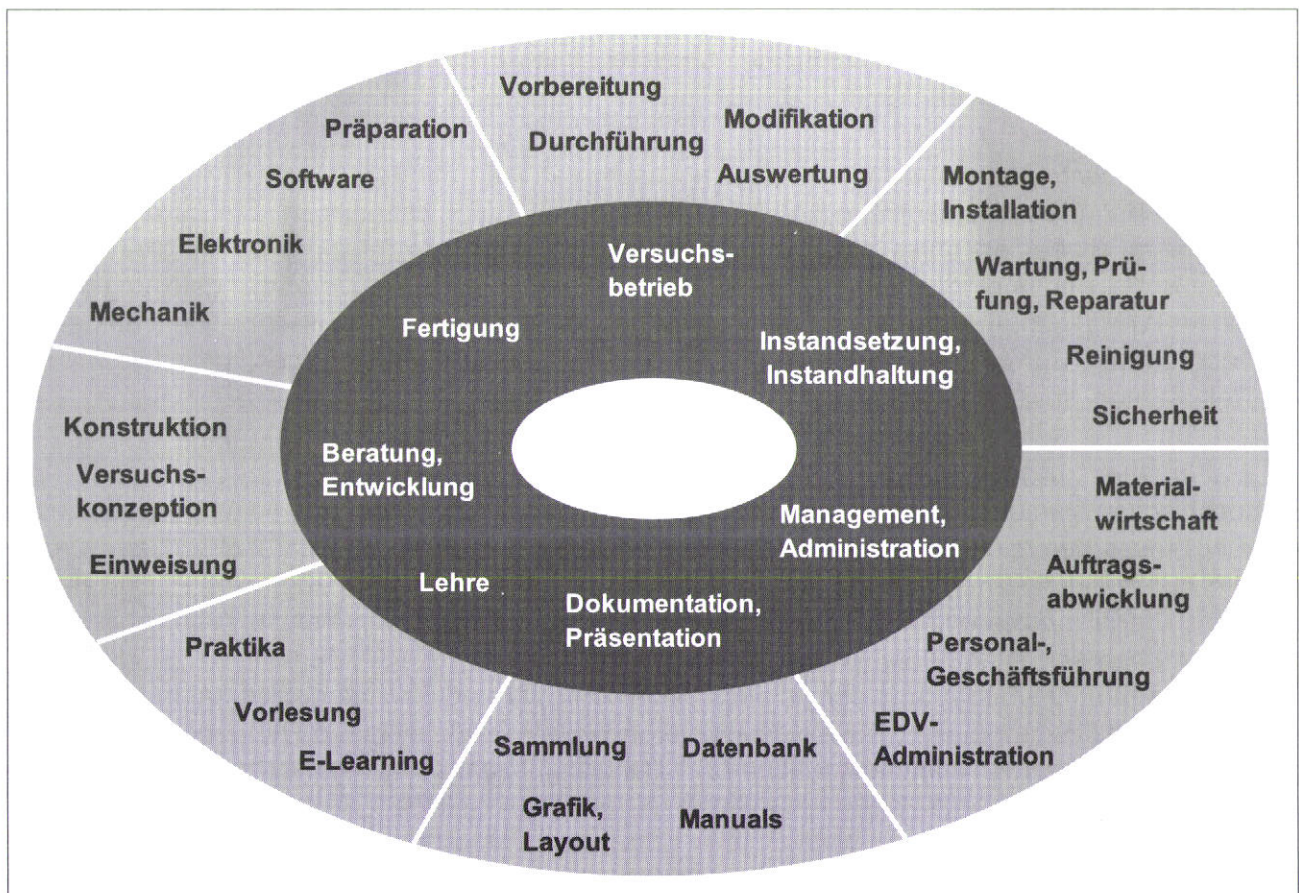 Vorbereitung
Durchführung
Modifikation
Auswertung
Montage,
Installation
Wartung, Prü-
fung, Reparatur
Reinigung
Sicherheit
Material-
wirtschaft
Auftrags-
abwicklung
Personal-,
Geschäftsführung
EDV-
Administration
Datenbank
Manuals
Sammlung
Grafik,
Layout
E-Learning
Vorlesung
Praktika
Einweisung
Versuchs-
konzeption
Konstruktion
Mechanik
Elektronik
Software
Präparation
Versuchs-
betrieb
Instandsetzung,
Instandhaltung
Management,
Administration
Dokumentation,
Präsentation
Lehre
Beratung,
Entwicklung
Fertigung